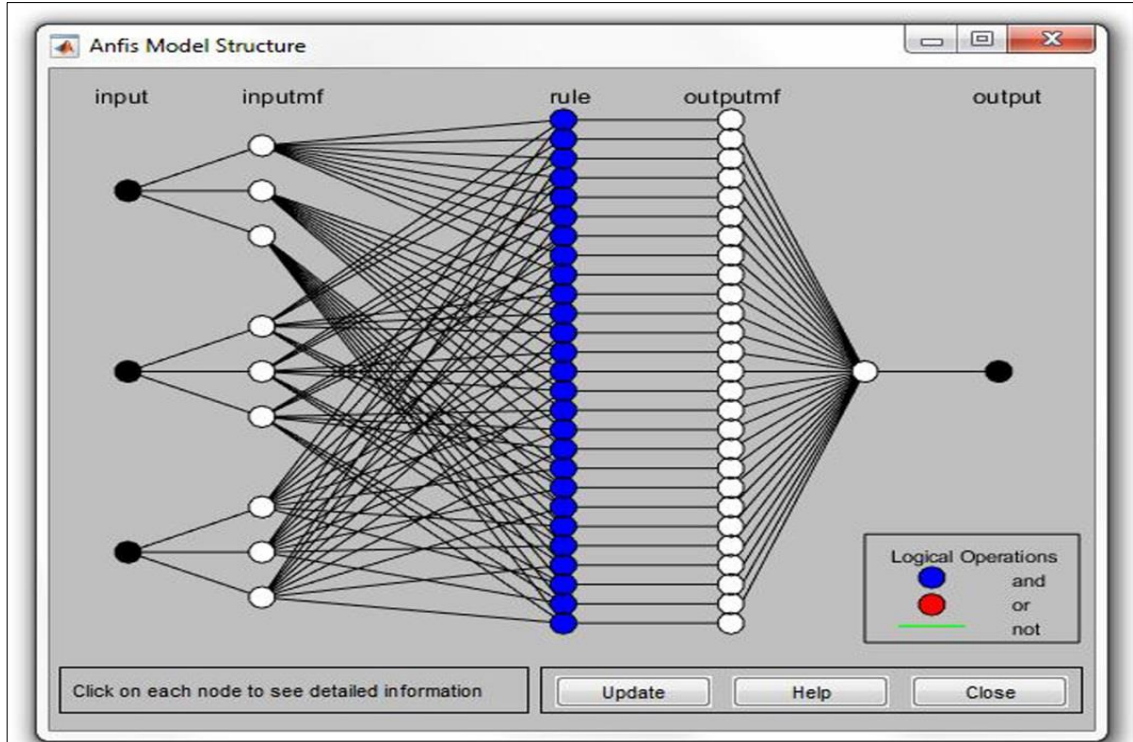 Anfis Model Structure
input inputmf rule outputmf output
Logical Operations
and
or
not
Click on each node to see detailed information
Update Help Close